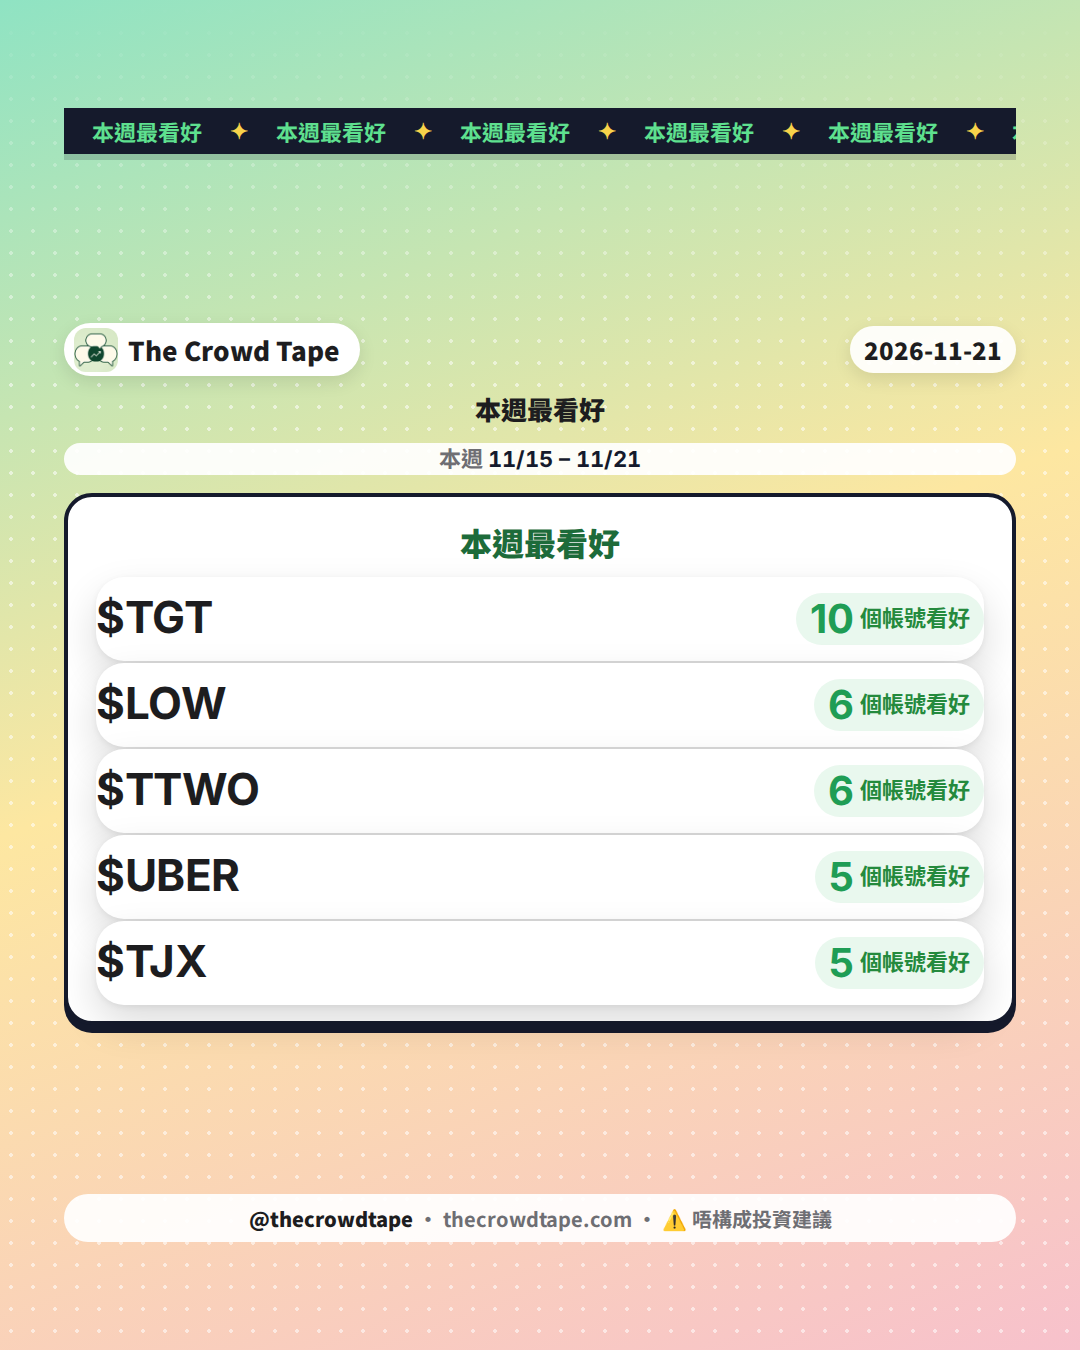 本週最看好 ✦ 本週最看好 ✦ 本週最看好 ✦ 本週最看好 ✦ 本週最看好 ✦
The Crowd Tape
2026-11-21
本週最看好
本週 11/15 – 11/21
本週最看好
$TGT 10 個帳號看好
$LOW 6 個帳號看好
$TTWO 6 個帳號看好
$UBER 5 個帳號看好
$TJX 5 個帳號看好
@thecrowdtape • thecrowdtape.com • ⚠️ 唔構成投資建議